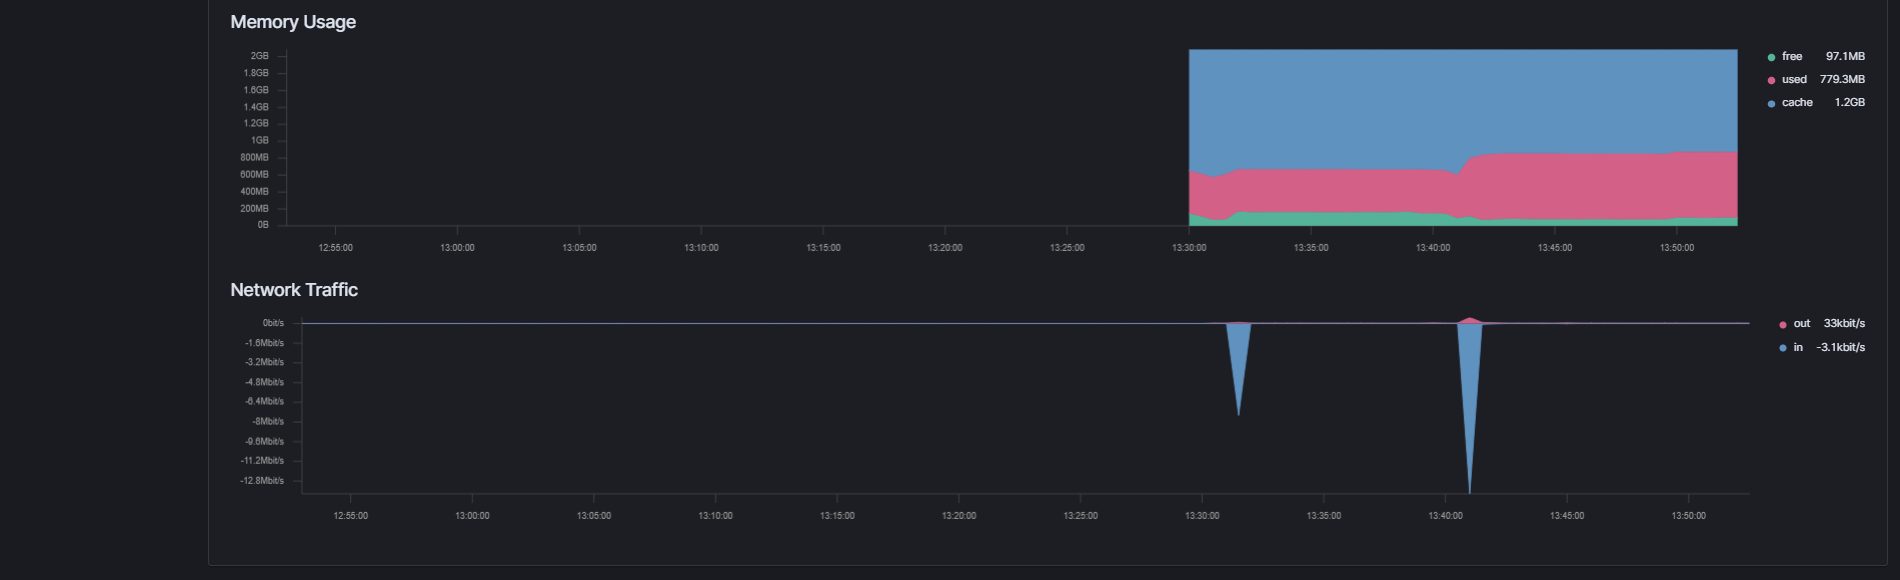 Memory Usage
2GB
1.8GB
1.6GB
1.4GB
1.2GB
1GB
800MB
600MB
400MB
200MB
0B
12:55:00 13:00:00 13:05:00 13:10:00 13:15:00 13:20:00 13:25:00 13:30:00 13:35:00 13:40:00 13:45:00 13:50:00
free 97.1MB
used 779.3MB
cache 1.2GB
Network Traffic
0bit/s
-1.6Mbit/s
-3.2Mbit/s
-4.8Mbit/s
-6.4Mbit/s
-8Mbit/s
-9.6Mbit/s
-11.2Mbit/s
-12.8Mbit/s
12:55:00 13:00:00 13:05:00 13:10:00 13:15:00 13:20:00 13:25:00 13:30:00 13:35:00 13:40:00 13:45:00 13:50:00
out 33kbit/s
in -3.1kbit/s